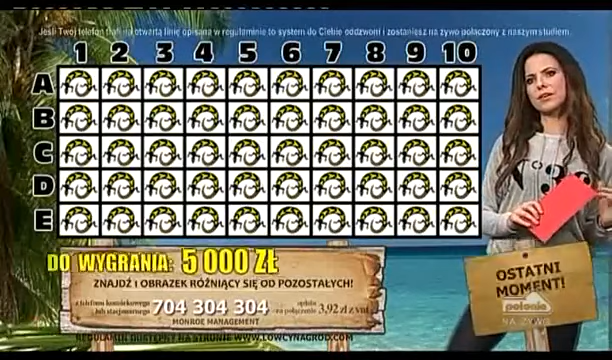 Jeśli Twój telefon trafi na otwartą linię opisaną w regulaminie to system do Ciebie oddzwoni i zostaniesz na żywo połączony z naszym studiem.
1 2 3 4 5 6 7 8 9 10
A
B
C
D
E
DO WYGRANIA: 5 000 ZŁ
ZNAJDŹ 1 OBRAZEK RÓŻNIĄCY SIĘ OD POZOSTAŁYCH!
z telefonu komórkowego
lub stacjonarnego
704 304 304
opłata
za połączenie 3,92 zł z vat
MONROE MANAGEMENT
REGULAMIN DOSTĘPNY NA STRONIE WWW.LOWCYNAGROD.COM
OSTATNI
MOMENT!
polonia
NA ŻYWO